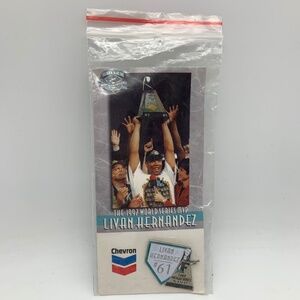 THE 1997 WORLD SERIES MVP
LIVAN HERNANDEZ
Chevron
LIVAN
HERNANDEZ
#61